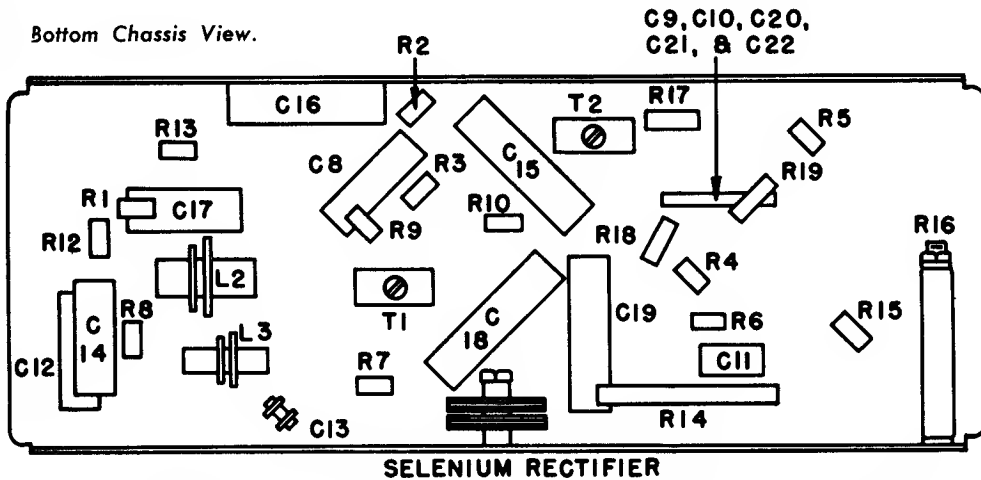 Bottom Chassis View.
C9, C10, C20,
C21, & C22
R2
C16
T2
R17
R5
R13
C8
R3
C
15
R19
R1
C17
R10
R9
R18
R16
R12
L2
R4
T1
C19
R8
C
14
L3
C
18
R6
R15
C12
R7
C11
C13
R14
SELENIUM RECTIFIER